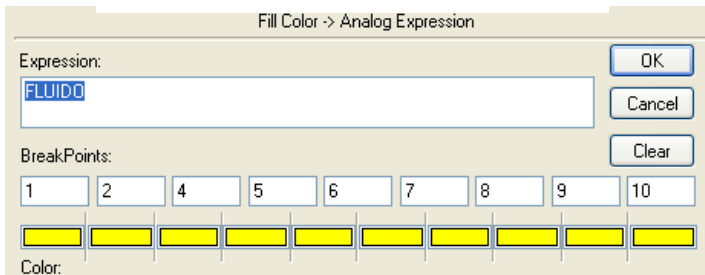 Fill Color -> Analog Expression
Expression:
OK
FLUIDO
Cancel
Clear
BreakPoints:
1 2 4 5 6 7 8 9 10
Color: